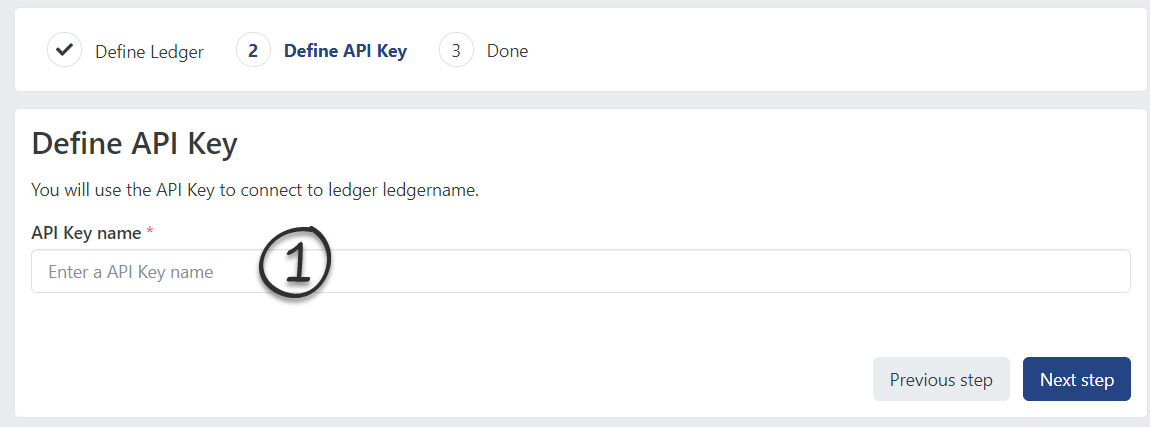 Define Ledger 2 Define API Key 3 Done
Define API Key
You will use the API Key to connect to ledger ledgername.
API Key name *
Enter a API Key name 1
Previous step Next step